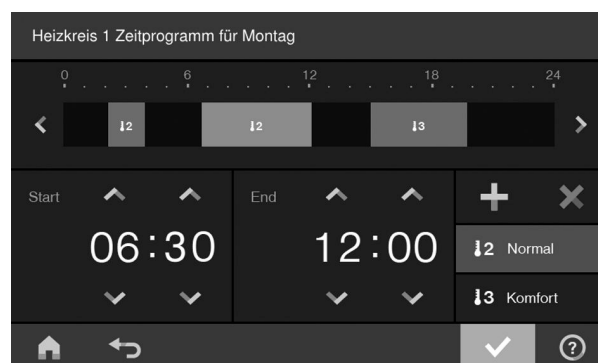 Heizkreis 1 Zeitprogramm für Montag
0 6 12 18 24
2 2 3
Start End
06:30 12:00
2 Normal
3 Komfort
?